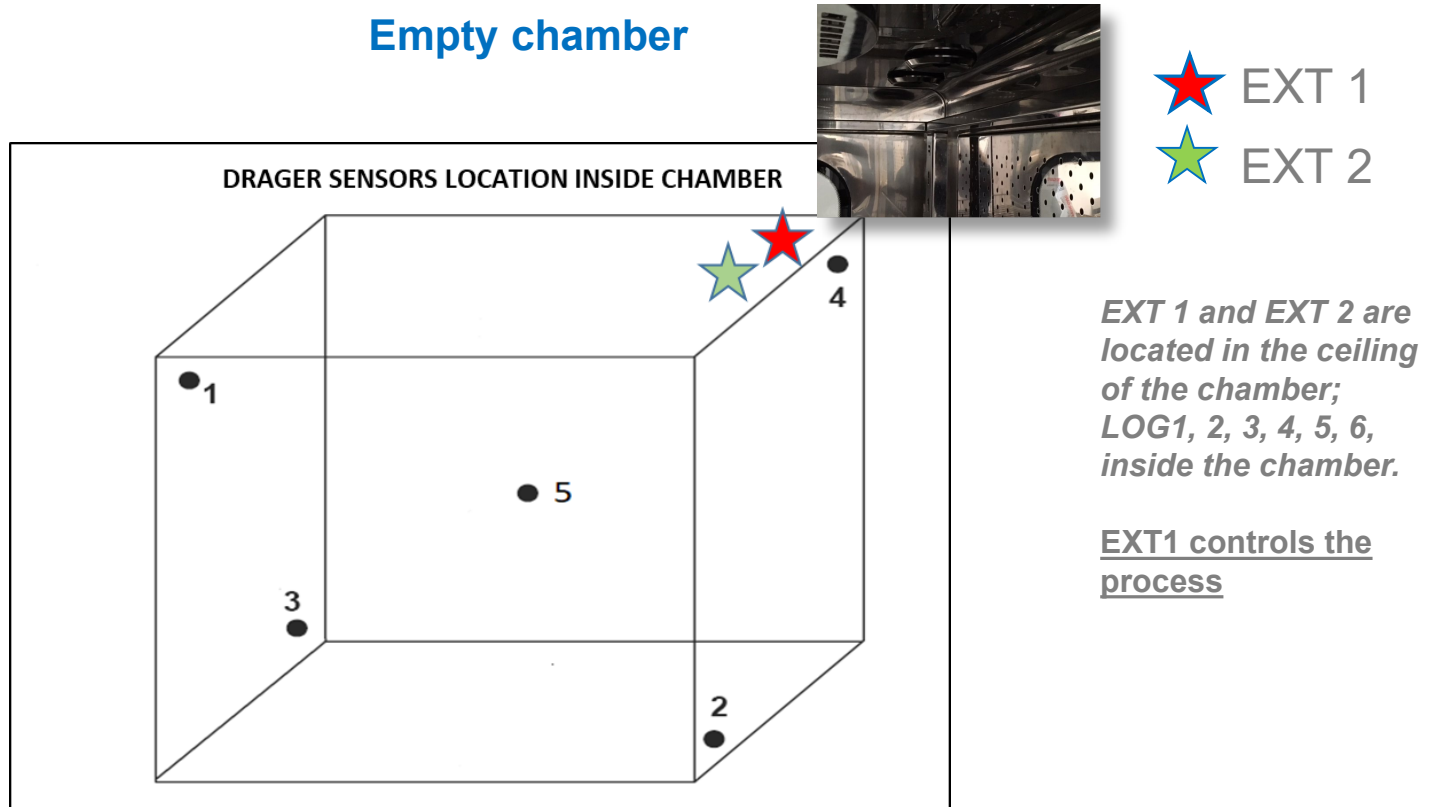 Empty chamber
EXT 1
EXT 2
DRAGER SENSORS LOCATION INSIDE CHAMBER
4
1
5
3
2
EXT 1 and EXT 2 are
located in the ceiling
of the chamber;
LOG1, 2, 3, 4, 5, 6,
inside the chamber.
EXT1 controls the
process